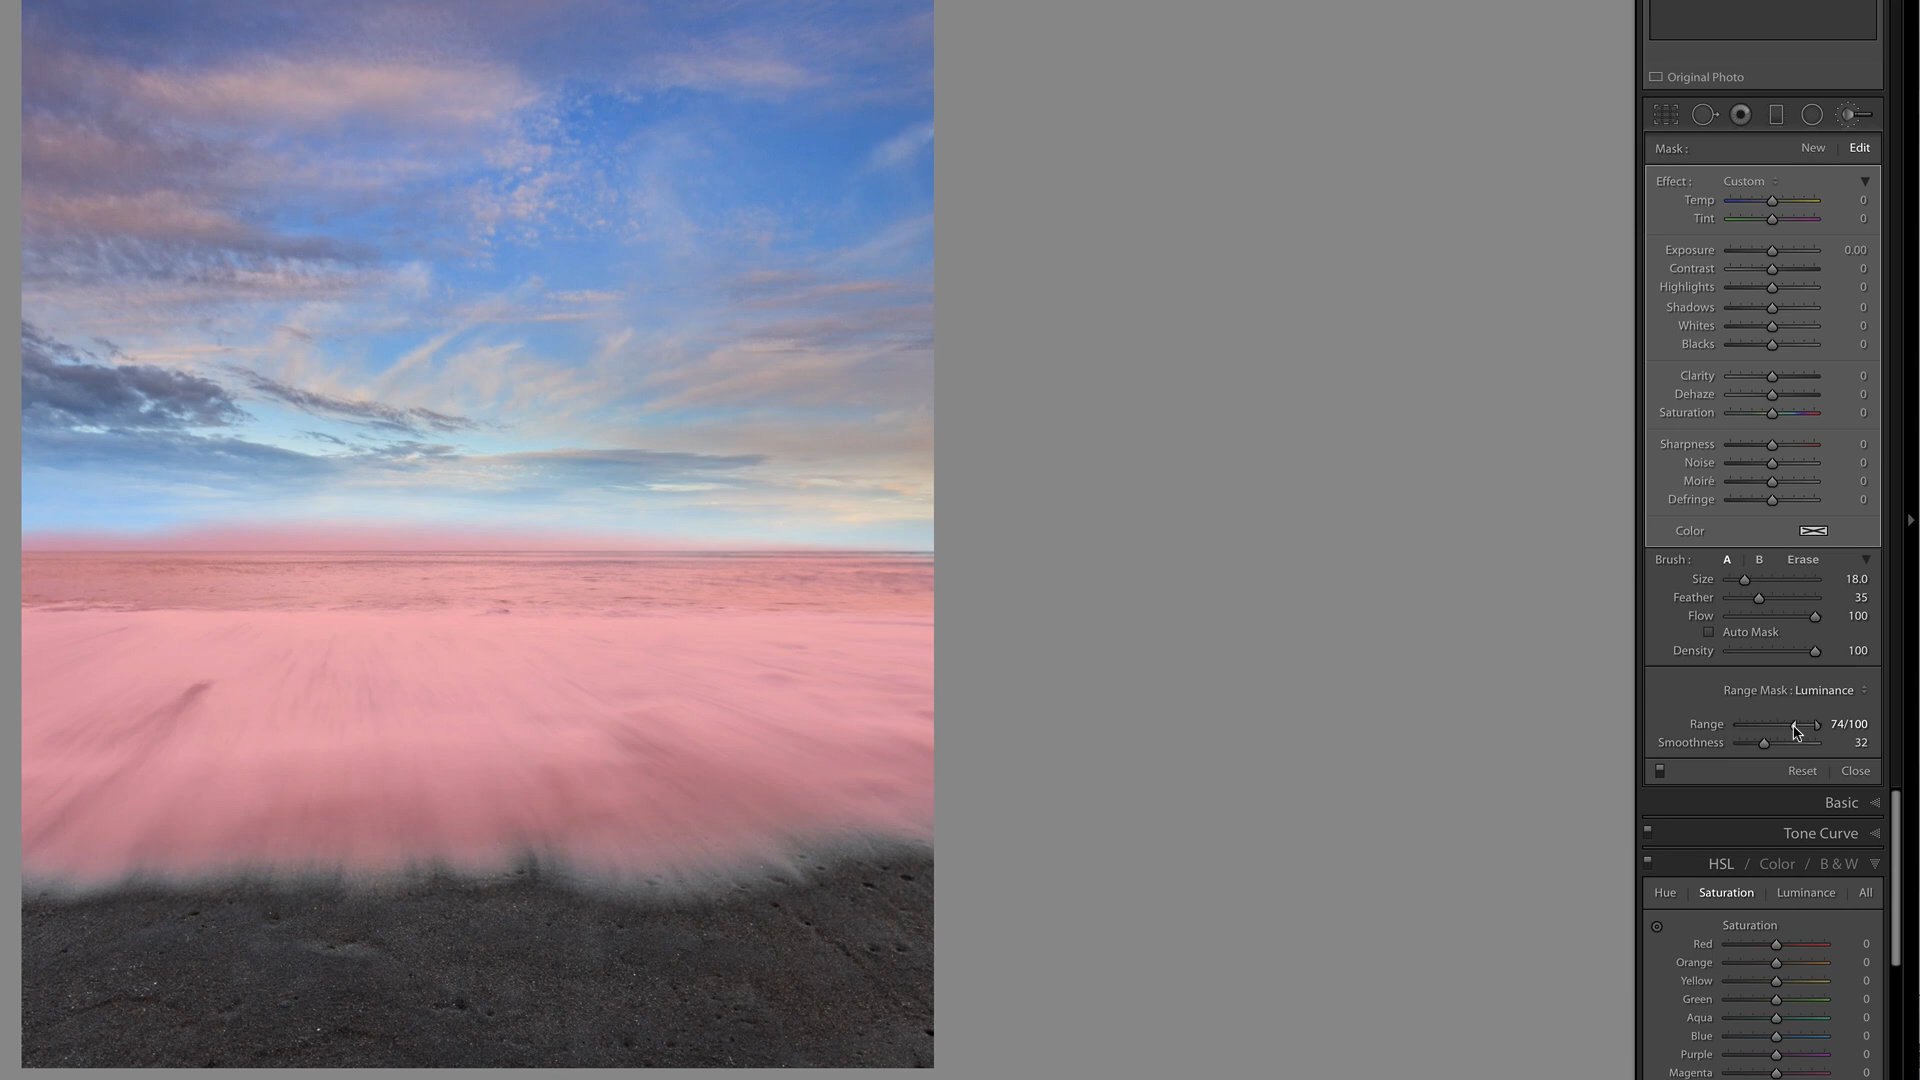 Original Photo
Mask : New | Edit
Effect : Custom
Temp 0
Tint 0
Exposure 0.00
Contrast 0
Highlights 0
Shadows 0
Whites 0
Blacks 0
Clarity 0
Dehaze 0
Saturation 0
Sharpness 0
Noise 0
Moiré 0
Defringe 0
Color
Brush : A | B Erase
Size 18.0
Feather 35
Flow 100
Auto Mask
Density 100
Range Mask : Luminance
Range 74/100
Smoothness 32
Reset | Close
Basic
Tone Curve
HSL / Color / B & W
Hue | Saturation | Luminance | All
Saturation
Red 0
Orange 0
Yellow 0
Green 0
Aqua 0
Blue 0
Purple 0
Magenta 0